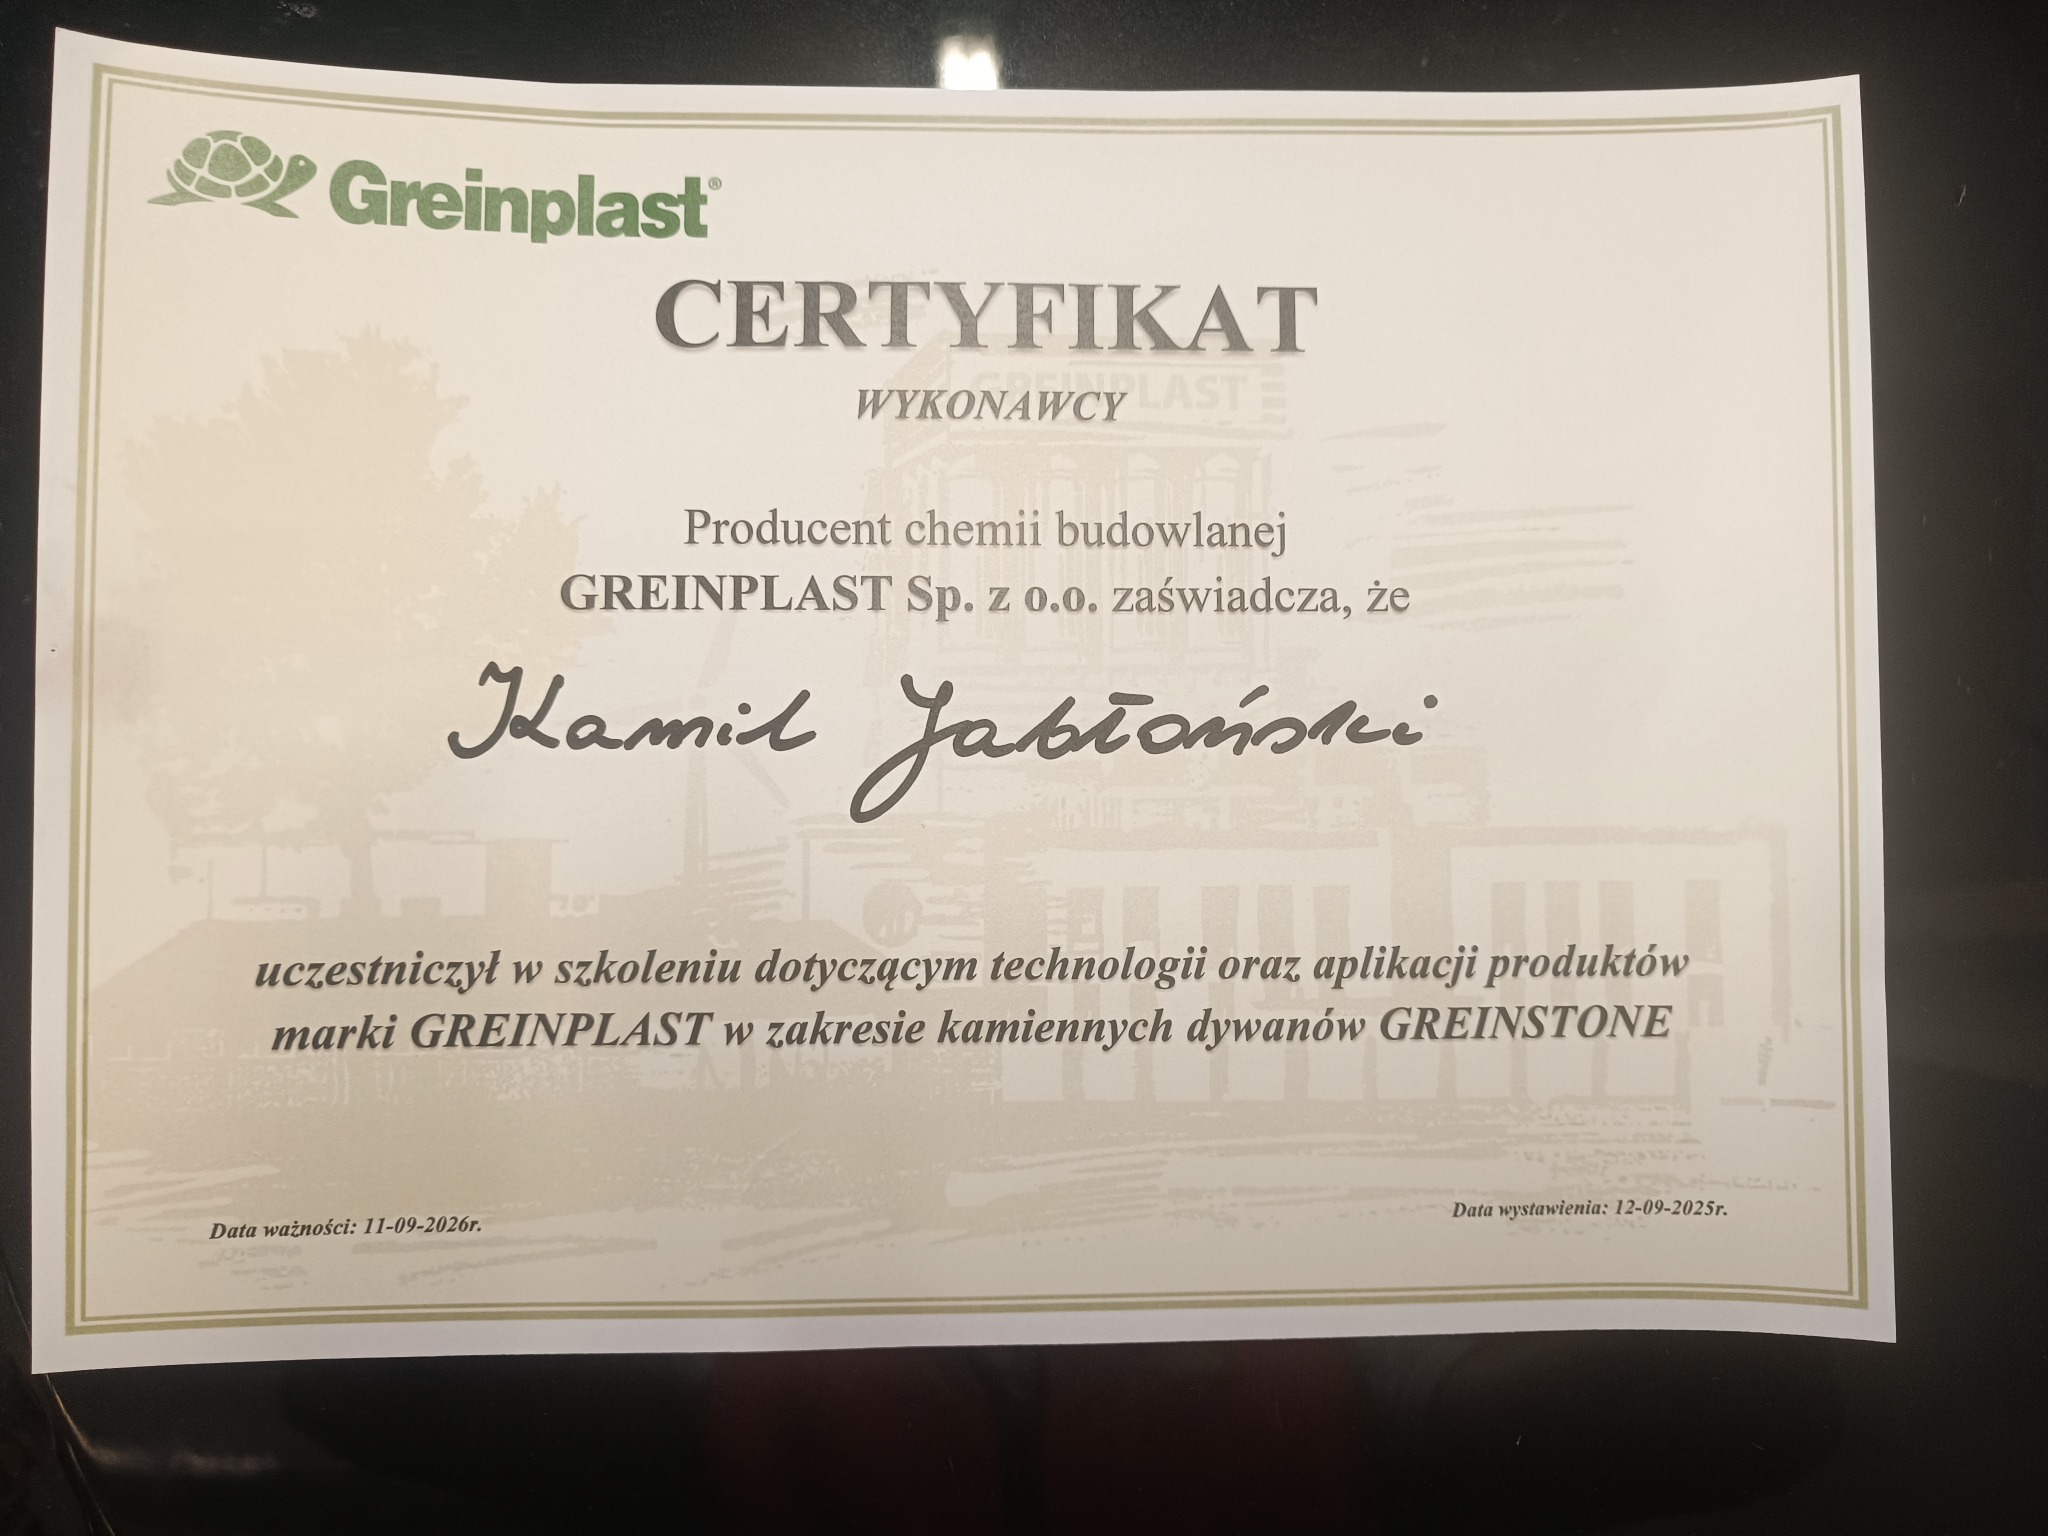 Greinplast®
CERTYFIKAT
GREINPLAST
WYKONAWCY
Producent chemii budowlanej
GREINPLAST Sp. z o.o. zaświadcza, że
Kamil Jabłoński
uczestniczył w szkoleniu dotyczącym technologii oraz aplikacji produktów
marki GREINPLAST w zakresie kamiennych dywanów GREINSTONE
Data ważności: 11-09-2026r.
Data wystawienia: 12-09-2025r.